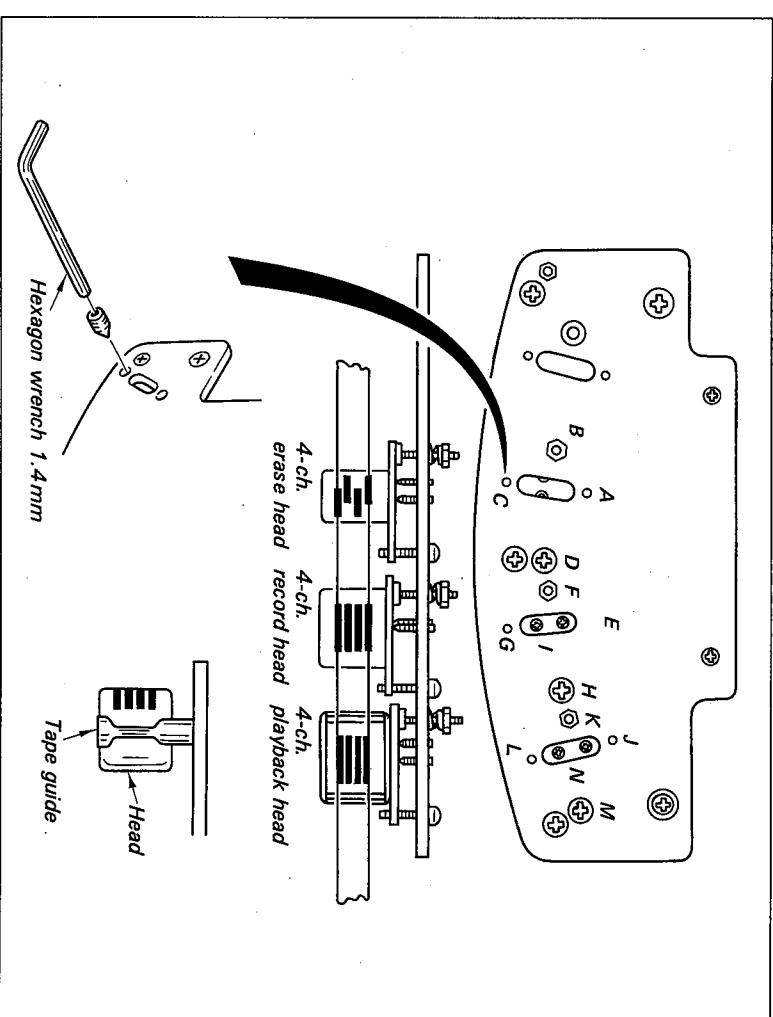 A
B
C
D
E
F
G
H
I
J
K
L
M
N
4-ch.
erase head
4-ch.
record head
4-ch.
playback head
Hexagon wrench 1.4mm
Head
Tape guide